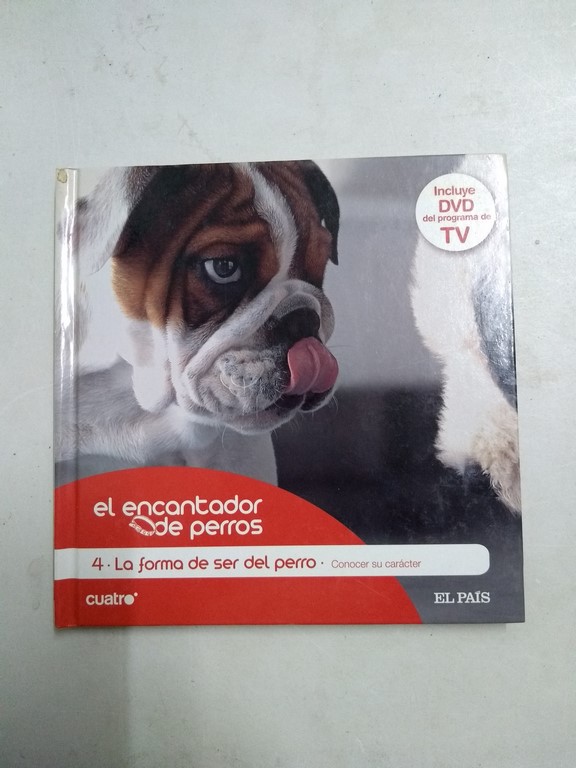 Incluye
DVD
del programa de
TV
el encantador
de perros
4 · La forma de ser del perro · Conocer su carácter
cuatro
EL PAÍS